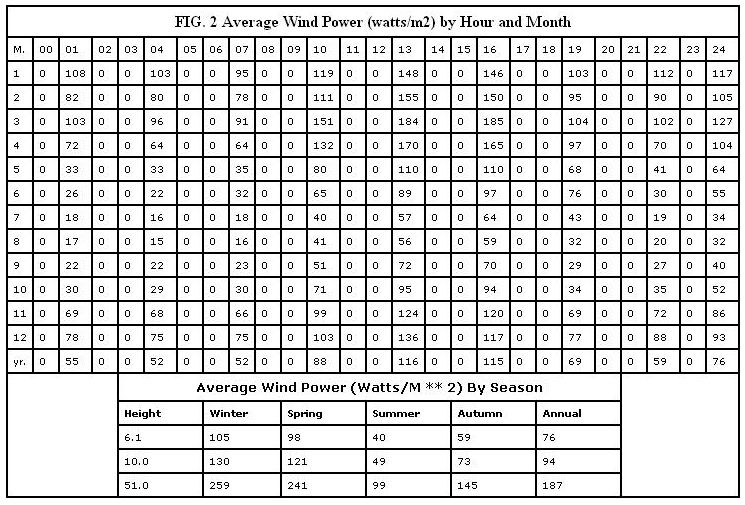 FIG. 2 Average Wind Power (watts/m2) by Hour and Month
M. 00 01 02 03 04 05 06 07 08 09 10 11 12 13 14 15 16 17 18 19 20 21 22 23 24
1 0 108 0 0 103 0 0 95 0 0 119 0 0 148 0 0 146 0 0 103 0 0 112 0 117
2 0 82 0 0 80 0 0 78 0 0 111 0 0 155 0 0 150 0 0 95 0 0 90 0 105
3 0 103 0 0 96 0 0 91 0 0 151 0 0 184 0 0 185 0 0 104 0 0 102 0 127
4 0 72 0 0 64 0 0 64 0 0 132 0 0 170 0 0 165 0 0 97 0 0 70 0 104
5 0 33 0 0 33 0 0 35 0 0 80 0 0 110 0 0 110 0 0 68 0 0 41 0 64
6 0 26 0 0 22 0 0 32 0 0 65 0 0 89 0 0 97 0 0 76 0 0 30 0 55
7 0 18 0 0 16 0 0 18 0 0 40 0 0 57 0 0 64 0 0 43 0 0 19 0 34
8 0 17 0 0 15 0 0 16 0 0 41 0 0 56 0 0 59 0 0 32 0 0 20 0 32
9 0 22 0 0 22 0 0 23 0 0 51 0 0 72 0 0 70 0 0 29 0 0 27 0 40
10 0 30 0 0 29 0 0 30 0 0 71 0 0 95 0 0 94 0 0 34 0 0 35 0 52
11 0 69 0 0 68 0 0 66 0 0 99 0 0 124 0 0 120 0 0 69 0 0 72 0 86
12 0 78 0 0 75 0 0 75 0 0 103 0 0 136 0 0 117 0 0 77 0 0 88 0 93
yr. 0 55 0 0 52 0 0 52 0 0 88 0 0 116 0 0 115 0 0 69 0 0 59 0 76
Average Wind Power (Watts/M ** 2) By Season
Height Winter Spring Summer Autumn Annual
6.1 105 98 40 59 76
10.0 130 121 49 73 94
51.0 259 241 99 145 187